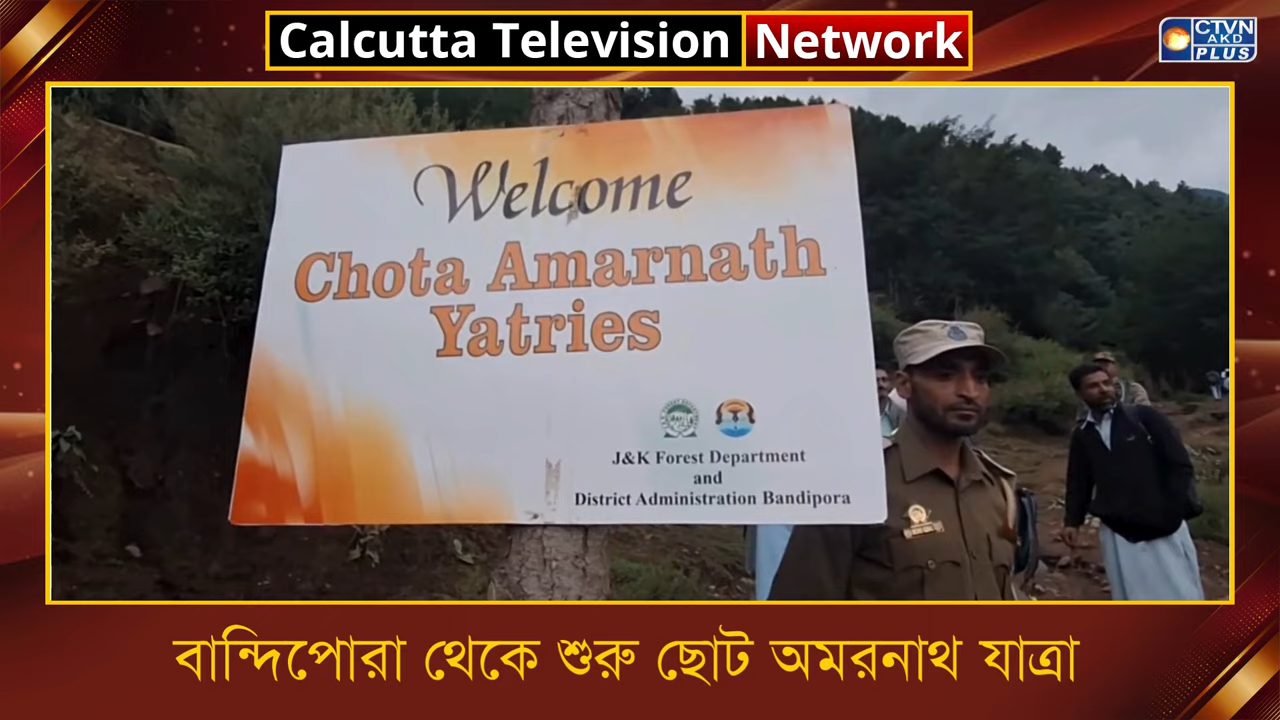 Calcutta Television Network
CTVN
AKD
PLUS
Welcome
Chota Amarnath
Yatries
J&K Forest Department
and
District Administration Bandipora
বান্দিপোরা থেকে শুরু ছোট অমরনাথ যাত্রা